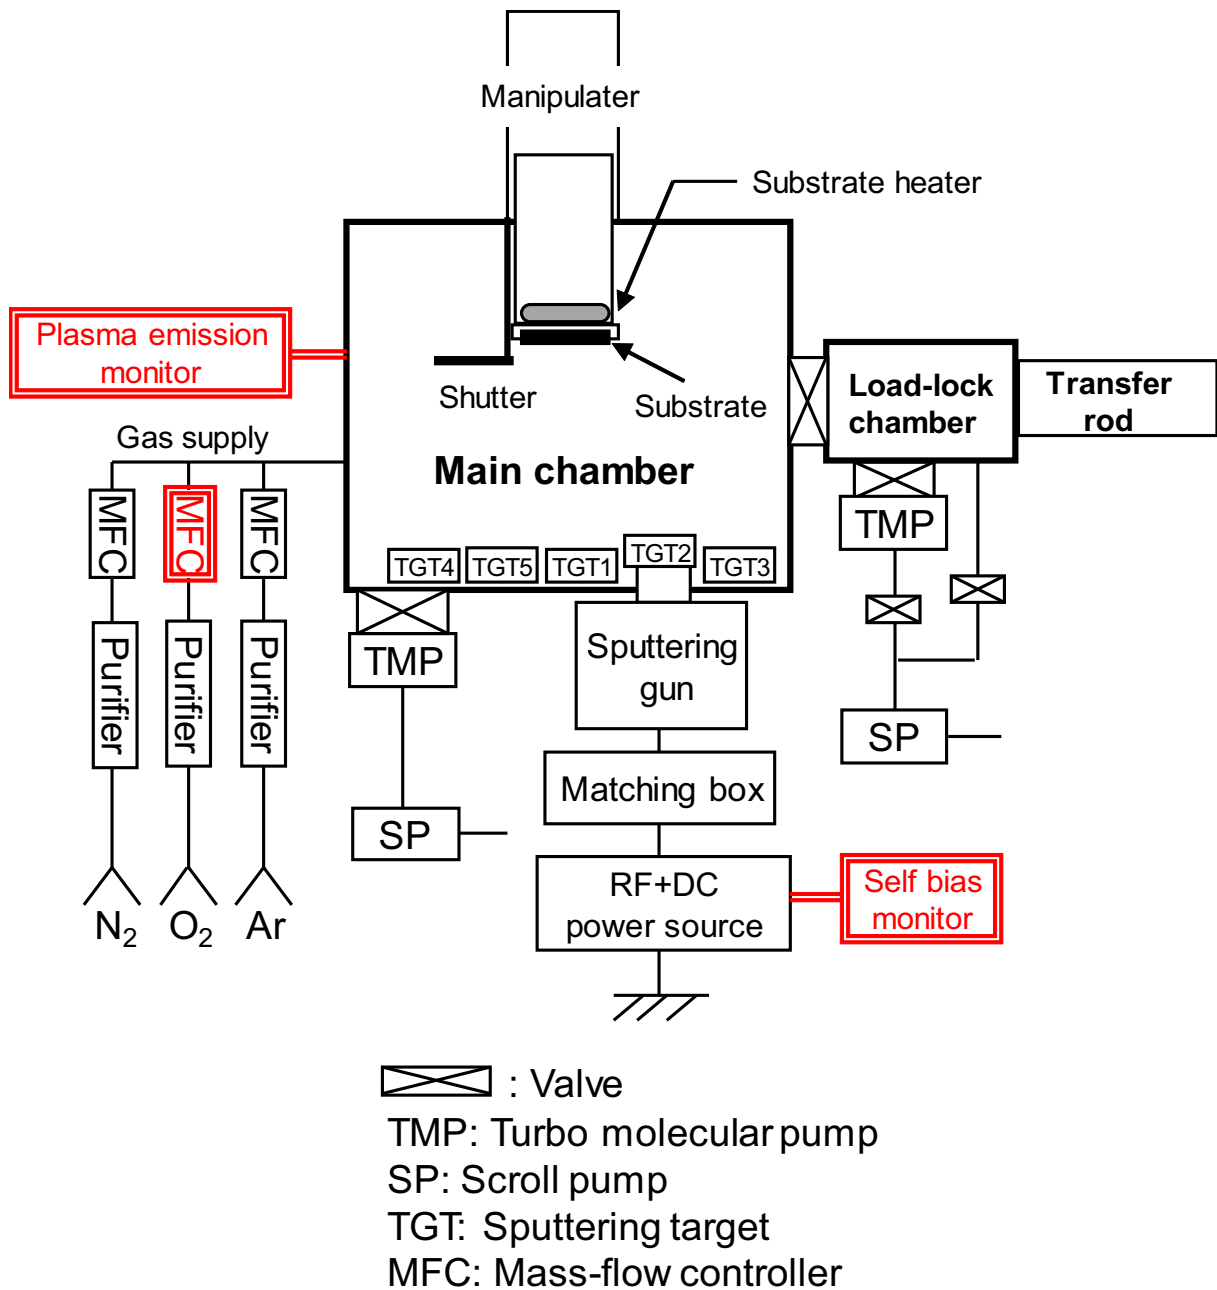 Manipulater
Substrate heater
Plasma emission
monitor
Shutter
Substrate
Load-lock
chamber
Transfer
rod
Gas supply
Main chamber
MFC
MFC
MFC
TMP
TGT4
TGT5
TGT1
TGT2
TGT3
Purifier
Purifier
Purifier
TMP
Sputtering
gun
SP
Matching box
SP
RF+DC
power source
Self bias
monitor
N2
O2
Ar
: Valve
TMP: Turbo molecular pump
SP: Scroll pump
TGT: Sputtering target
MFC: Mass-flow controller